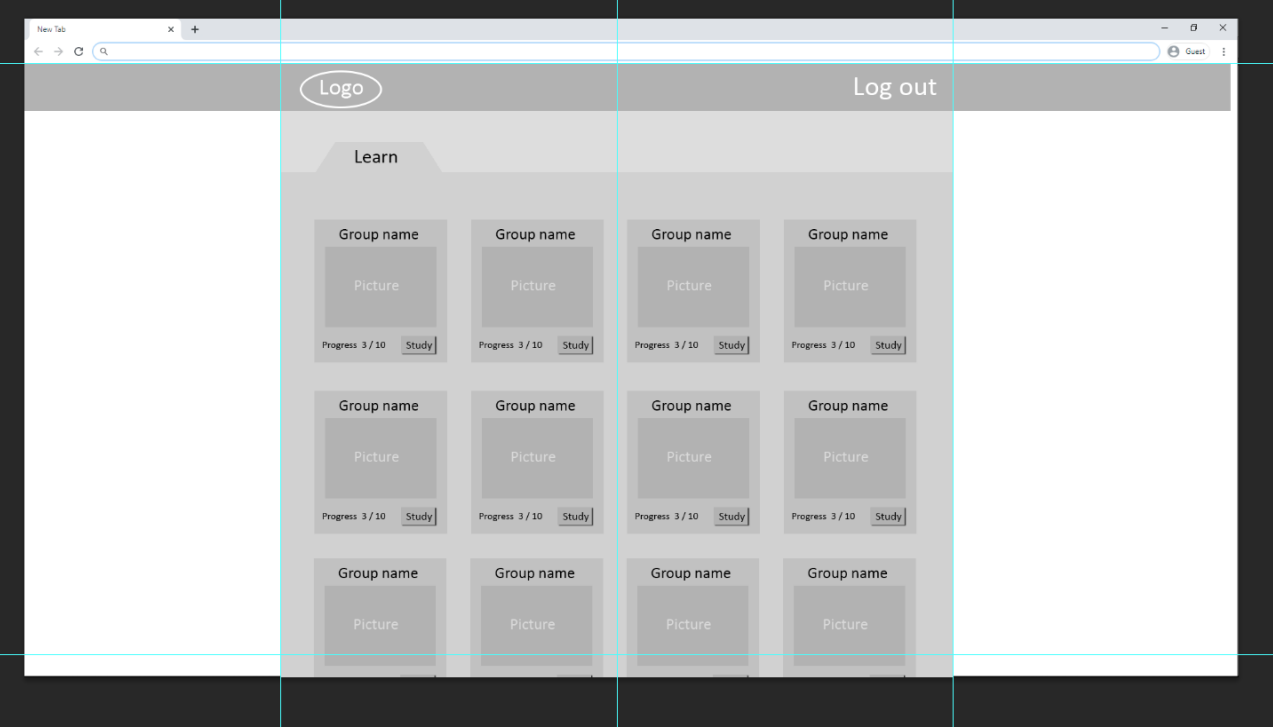 New Tab
Guest
Logo
Log out
Learn
Group name Group name Group name Group name
Picture Picture Picture Picture
Progress 3 / 10 Study Progress 3 / 10 Study Progress 3 / 10 Study Progress 3 / 10 Study
Group name Group name Group name Group name
Picture Picture Picture Picture
Progress 3 / 10 Study Progress 3 / 10 Study Progress 3 / 10 Study Progress 3 / 10 Study
Group name Group name Group name Group name
Picture Picture Picture Picture